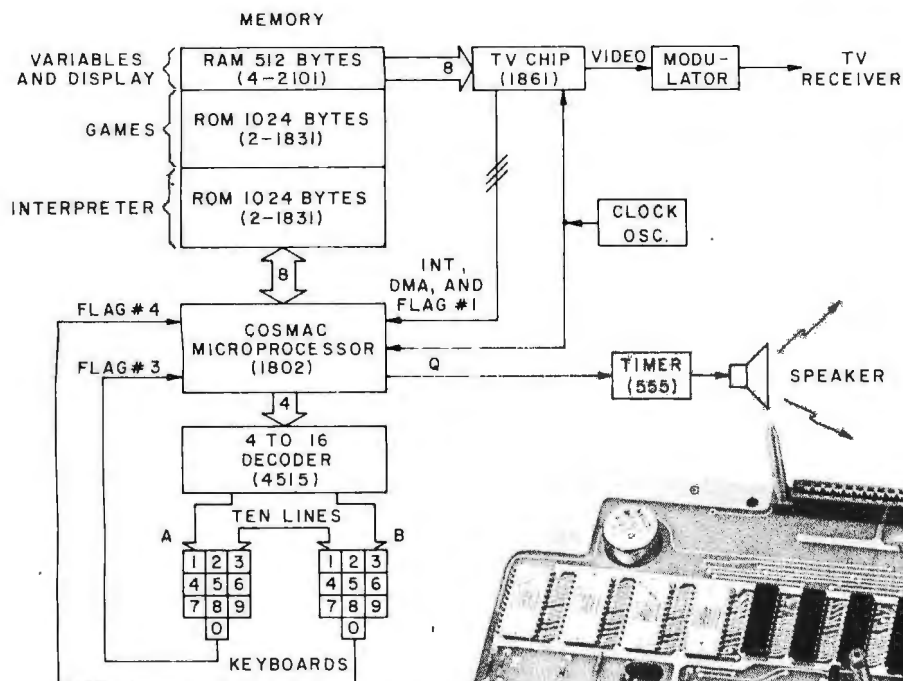 MEMORY
VARIABLES AND DISPLAY
RAM 512 BYTES
(4-2101)
8
TV CHIP
(1861)
VIDEO
MODU-
LATOR
TV
RECEIVER
GAMES
ROM 1024 BYTES
(2-1831)
INTERPRETER
ROM 1024 BYTES
(2-1831)
CLOCK
OSC.
8
INT,
DMA, AND
FLAG #1
FLAG #4
COSMAC
MICROPROCESSOR
(1802)
FLAG #3
Q
TIMER
(555)
SPEAKER
4
4 TO 16
DECODER
(4515)
A
TEN LINES
B
1 2 3
4 5 6
7 8 9
0
1 2 3
4 5 6
7 8 9
0
KEYBOARDS